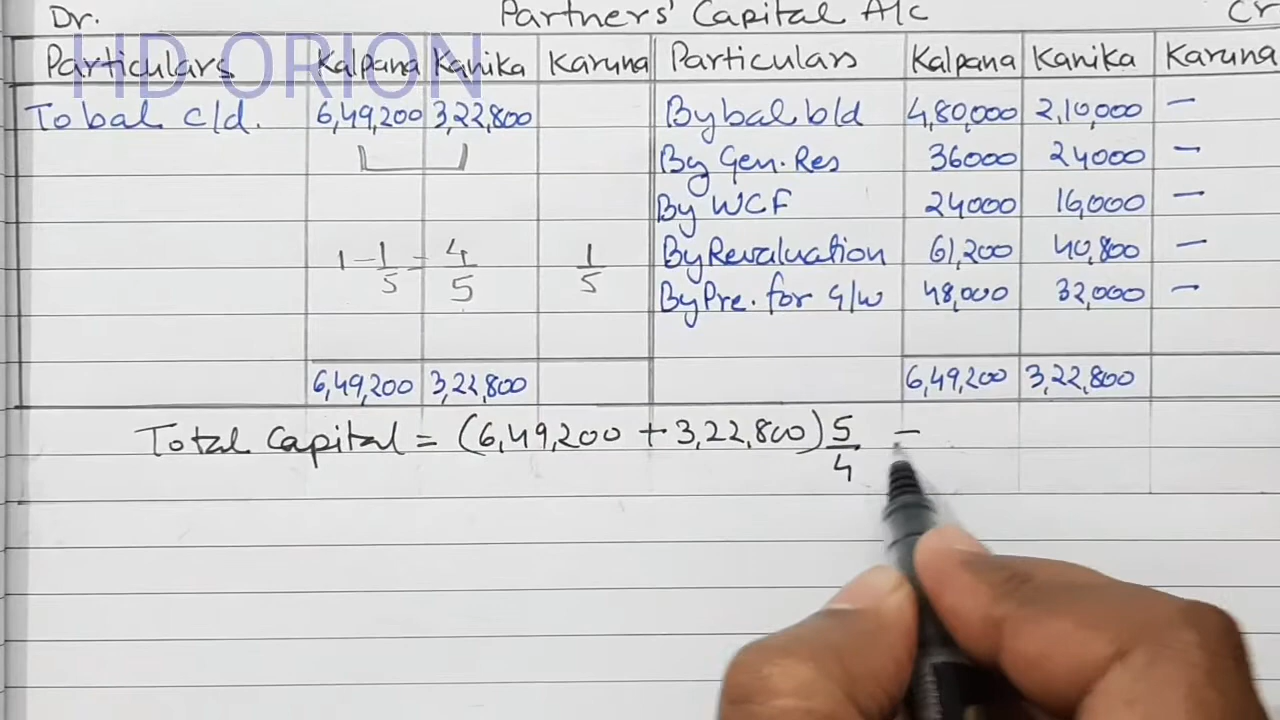 Dr. Partners' Capital A/c Cr
HD ORION
Particulars Kalpana Kanika Karuna Particulars Kalpana Kanika Karuna
To bal c/d. 6,49,200 3,22,800 By bal b/d 4,80,000 2,10,000 —
By Gen. Res 36000 24000 —
By WCF 24000 16,000 —
1 - 1/5 = 4/5 1/5 By Revaluation 61,200 40,800 —
By Pre. for G/w 48,000 32,000 —
6,49,200 3,22,800 6,49,200 3,22,800
Total Capital = (6,49,200 + 3,22,800) 5/4 –